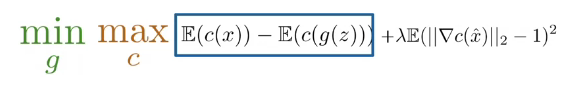 min max 𝔼(c(x)) − 𝔼(c(g(z))) +λ𝔼(||∇c(x̂)||₂ − 1)²
g c